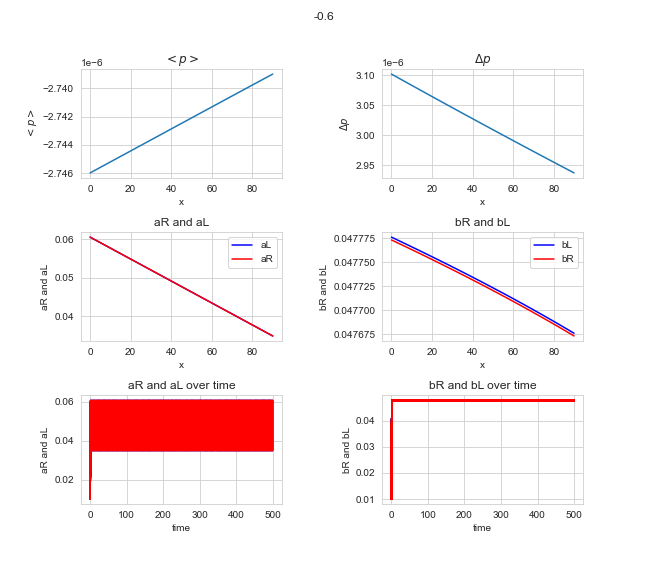 -0.6
< p >
1e−6
−2.740
−2.742
−2.744
−2.746
< p >
0 20 40 60 80
x
Δp
1e−6
3.10
3.05
3.00
2.95
Δp
0 20 40 60 80
x
aR and aL
0.06
0.05
0.04
aR and aL
aL
aR
0 20 40 60 80
x
bR and bL
0.047775
0.047750
0.047725
0.047700
0.047675
bR and bL
bL
bR
0 20 40 60 80
x
aR and aL over time
0.06
0.04
0.02
aR and aL
0 100 200 300 400 500
time
bR and bL over time
0.04
0.03
0.02
0.01
bR and bL
0 100 200 300 400 500
time